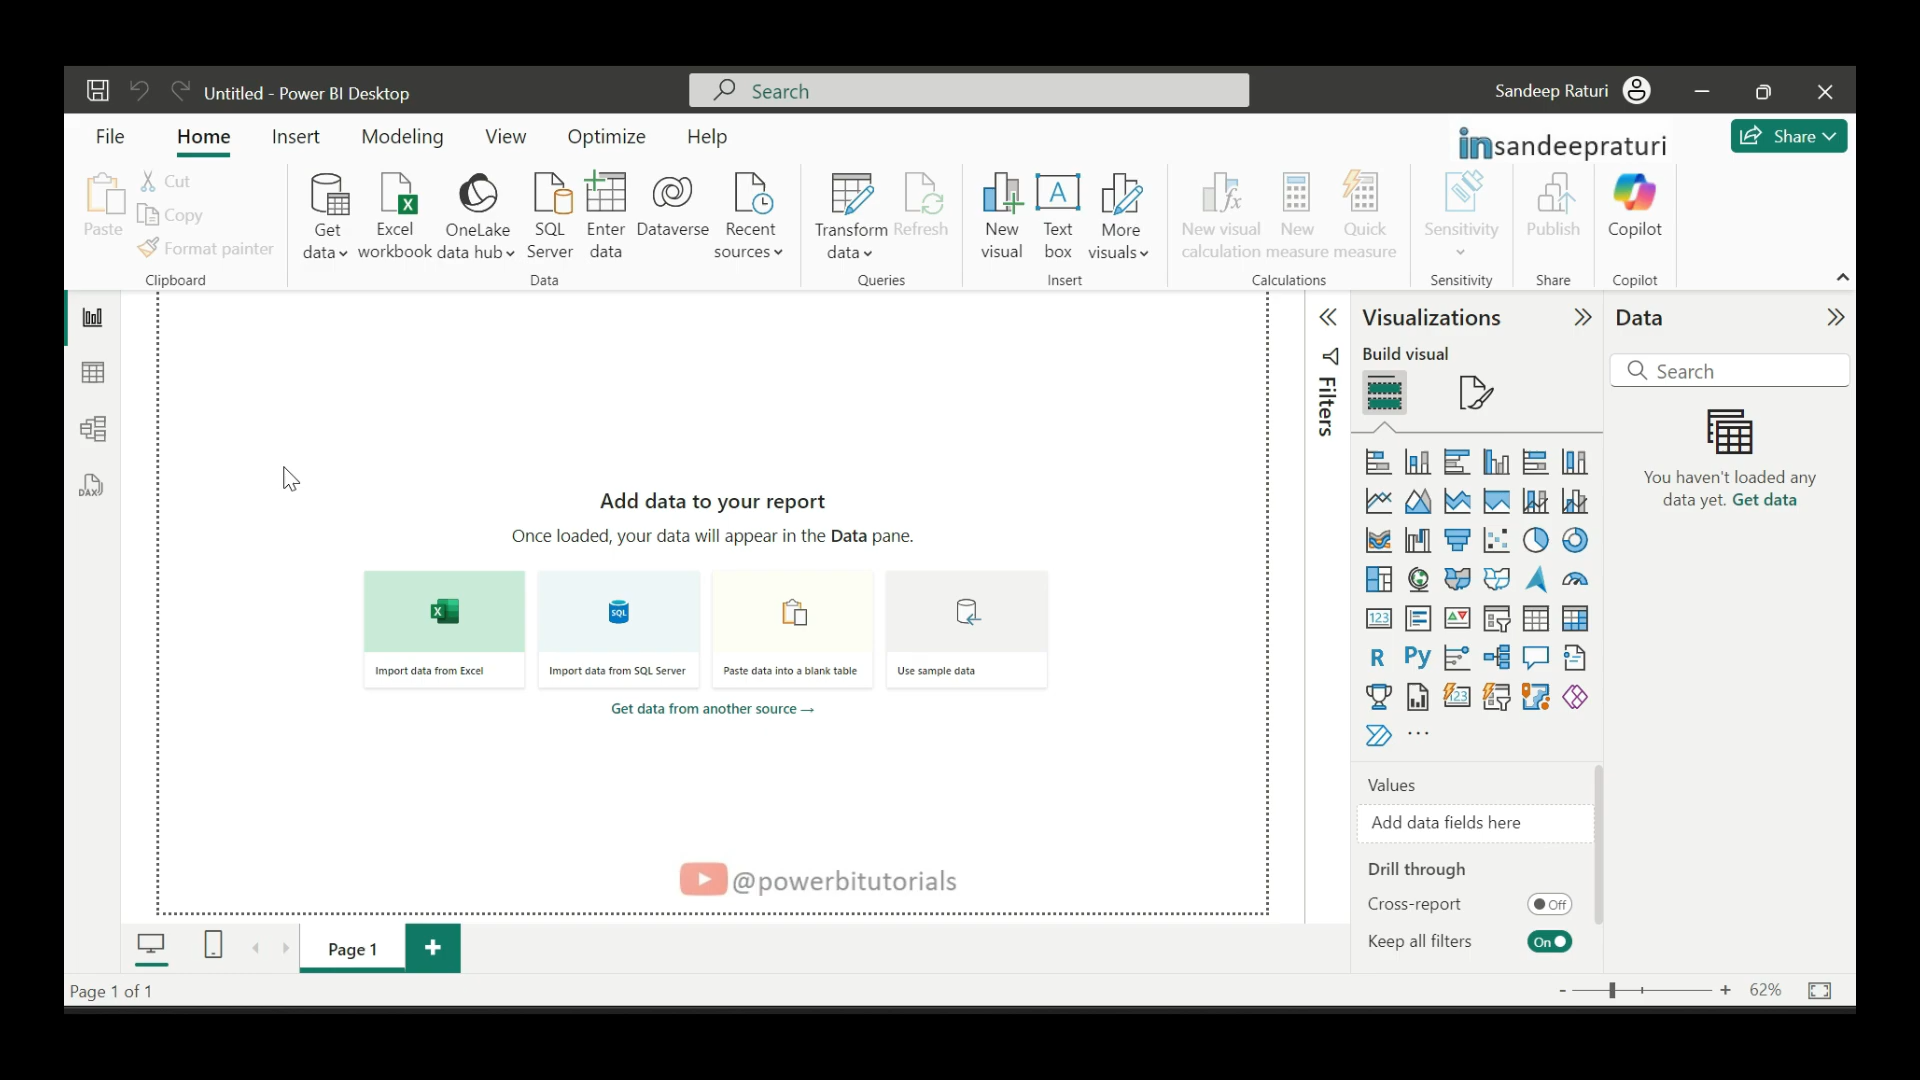 Untitled - Power BI Desktop
Search
Sandeep Raturi
File
Home
Insert
Modeling
View
Optimize
Help
insandeepraturi
Share
Paste
Cut
Copy
Format painter
Clipboard
Get data
Excel workbook
OneLake data hub
SQL Server
Enter data
Dataverse
Recent sources
Data
Transform data
Refresh
Queries
New visual
A
Text box
More visuals
Insert
New visual calculation
New measure
Quick measure
Calculations
Sensitivity
Sensitivity
Publish
Share
Copilot
Copilot
DAX
Add data to your report
Once loaded, your data will appear in the Data pane.
X
SQL
Import data from Excel
Import data from SQL Server
Paste data into a blank table
Use sample data
Get data from another source →
@powerbitutorials
Filters
Visualizations
Build visual
123
R
Py
123
...
Values
Add data fields here
Drill through
Cross-report
Off
Keep all filters
On
Data
Search
You haven't loaded any
data yet. Get data
Page 1
+
Page 1 of 1
-
+
62%